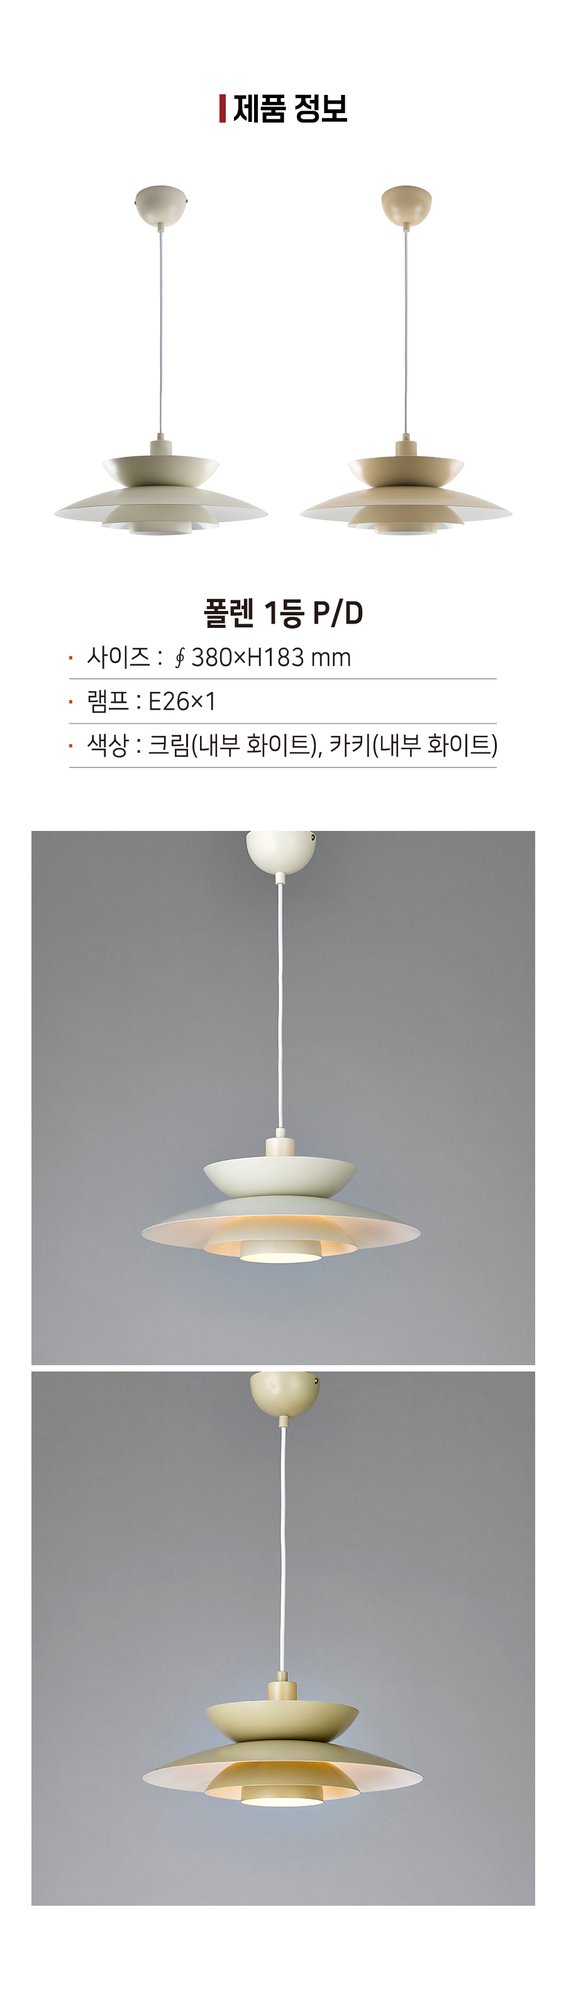 제품 정보
폴렌 1등 P/D
· 사이즈 : ∮ 380×H183 mm
· 램프 : E26×1
· 색상 : 크림(내부 화이트), 카키(내부 화이트)